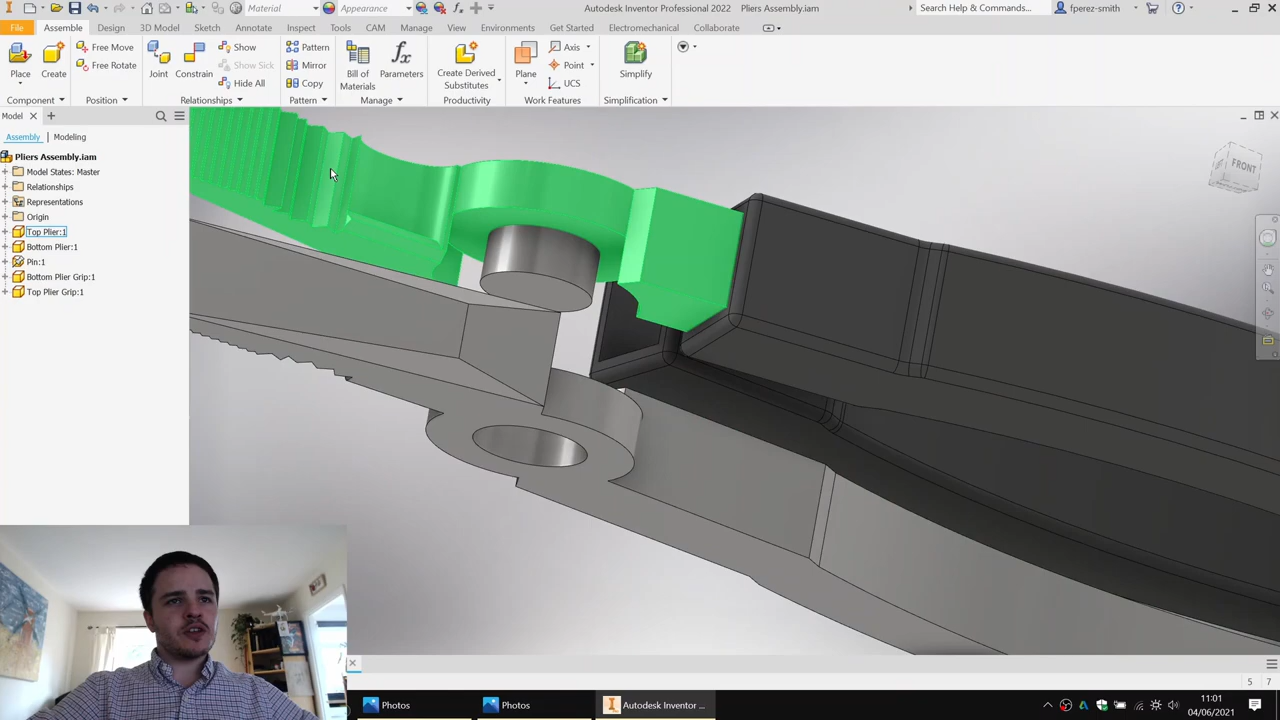 Material
Appearance
Autodesk Inventor Professional 2022 Pliers Assembly.iam
Search Help & Commands...
fperez-smith
File
Assemble
Design
3D Model
Sketch
Annotate
Inspect
Tools
CAM
Manage
View
Environments
Get Started
Electromechanical
Collaborate
Place
Create
Free Move
Free Rotate
Joint
Constrain
Show
Show Sick
Hide All
Pattern
Mirror
Copy
Bill of
Materials
Parameters
Create Derived
Substitutes
Plane
Axis
Point
UCS
Simplify
Component
Position
Relationships
Pattern
Manage
Productivity
Work Features
Simplification
Model
Assembly
Modeling
Pliers Assembly.iam
Model States: Master
Relationships
Representations
Origin
Top Plier:1
Bottom Plier:1
Pin:1
Bottom Plier Grip:1
Top Plier Grip:1
FRONT
5 7
Photos
Photos
Autodesk Inventor ...
11:01
04/06/2021